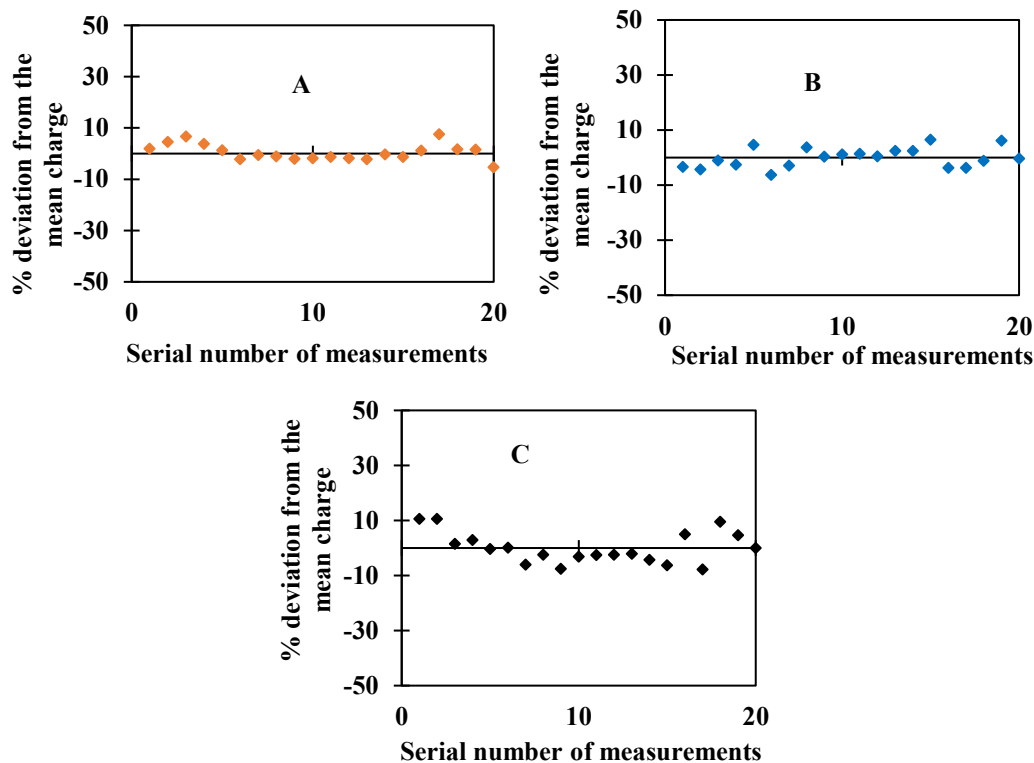 50
30
10
-10
-30
-50
% deviation from the
mean charge
A
0
10
20
Serial number of measurements
50
30
10
-10
-30
-50
% deviation from the
mean charge
B
0
10
20
Serial number of measurements
50
30
10
-10
-30
-50
% deviation from the
mean charge
C
0
10
20
Serial number of measurements